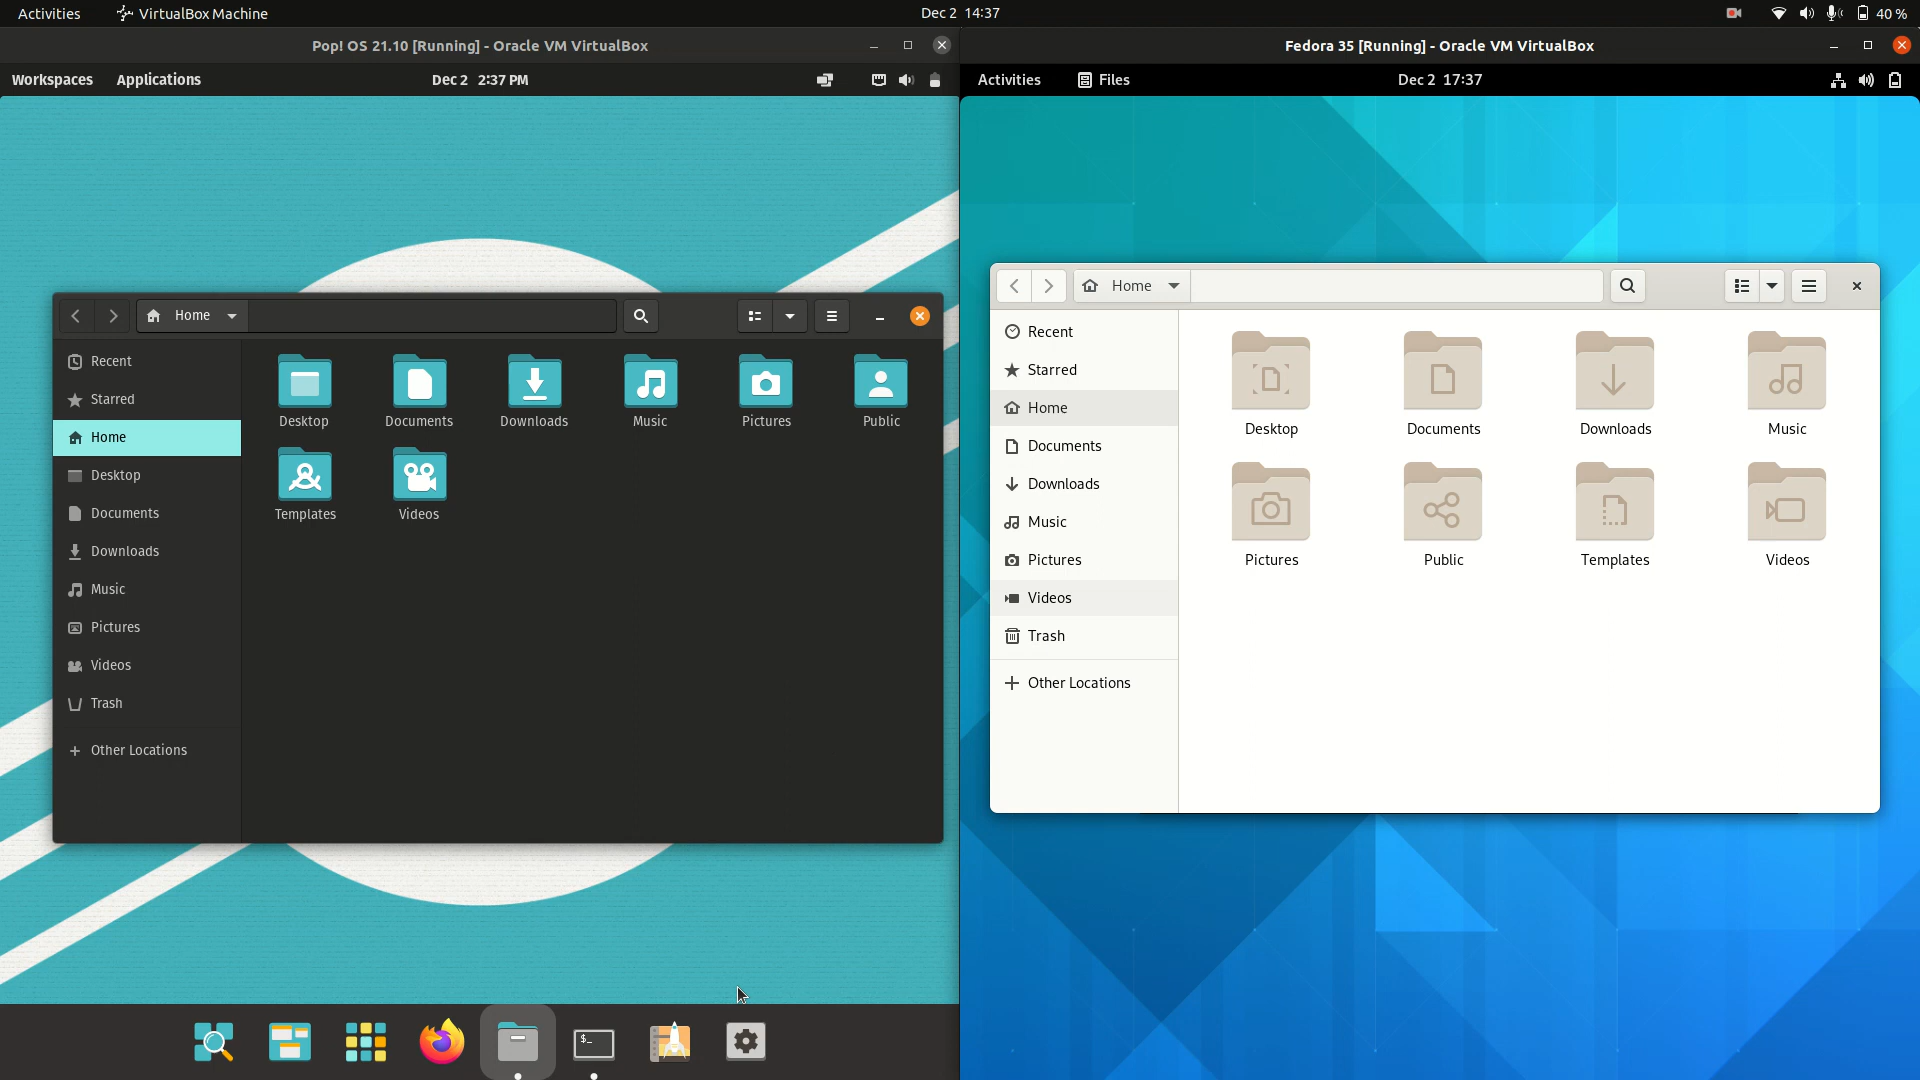 Activities VirtualBox Machine Dec 2 14:37 40 %
Pop! OS 21.10 [Running] - Oracle VM VirtualBox
Workspaces Applications Dec 2 2:37 PM
Home
Recent
Starred
Home
Desktop
Documents
Downloads
Music
Pictures
Videos
Trash
Other Locations
Desktop Documents Downloads Music Pictures Public
Templates Videos
$_
Fedora 35 [Running] - Oracle VM VirtualBox
Activities Files Dec 2 17:37
Home
Recent
Starred
Home
Documents
Downloads
Music
Pictures
Videos
Trash
Other Locations
Desktop Documents Downloads Music
Pictures Public Templates Videos